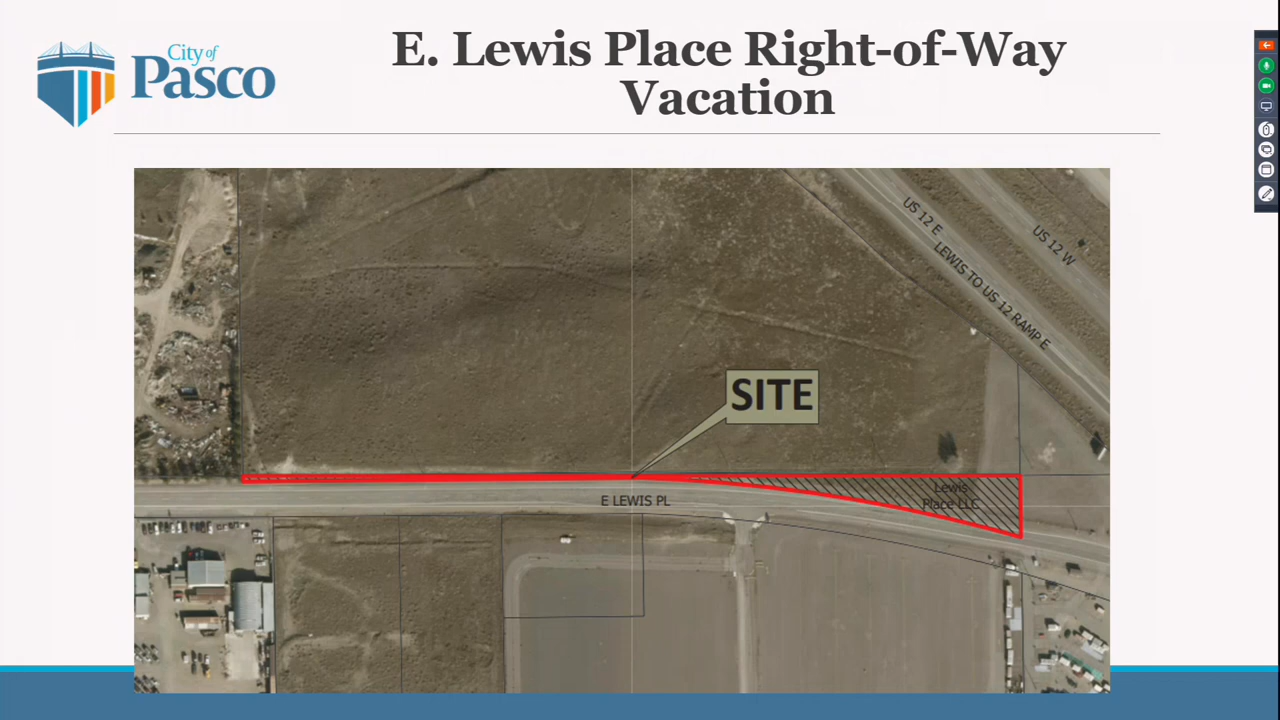 City of
Pasco
E. Lewis Place Right-of-Way
Vacation
US 12 E
US 12 W
LEWIS TO US 12 RAMP E
SITE
E LEWIS PL
Lewis
Place LLC